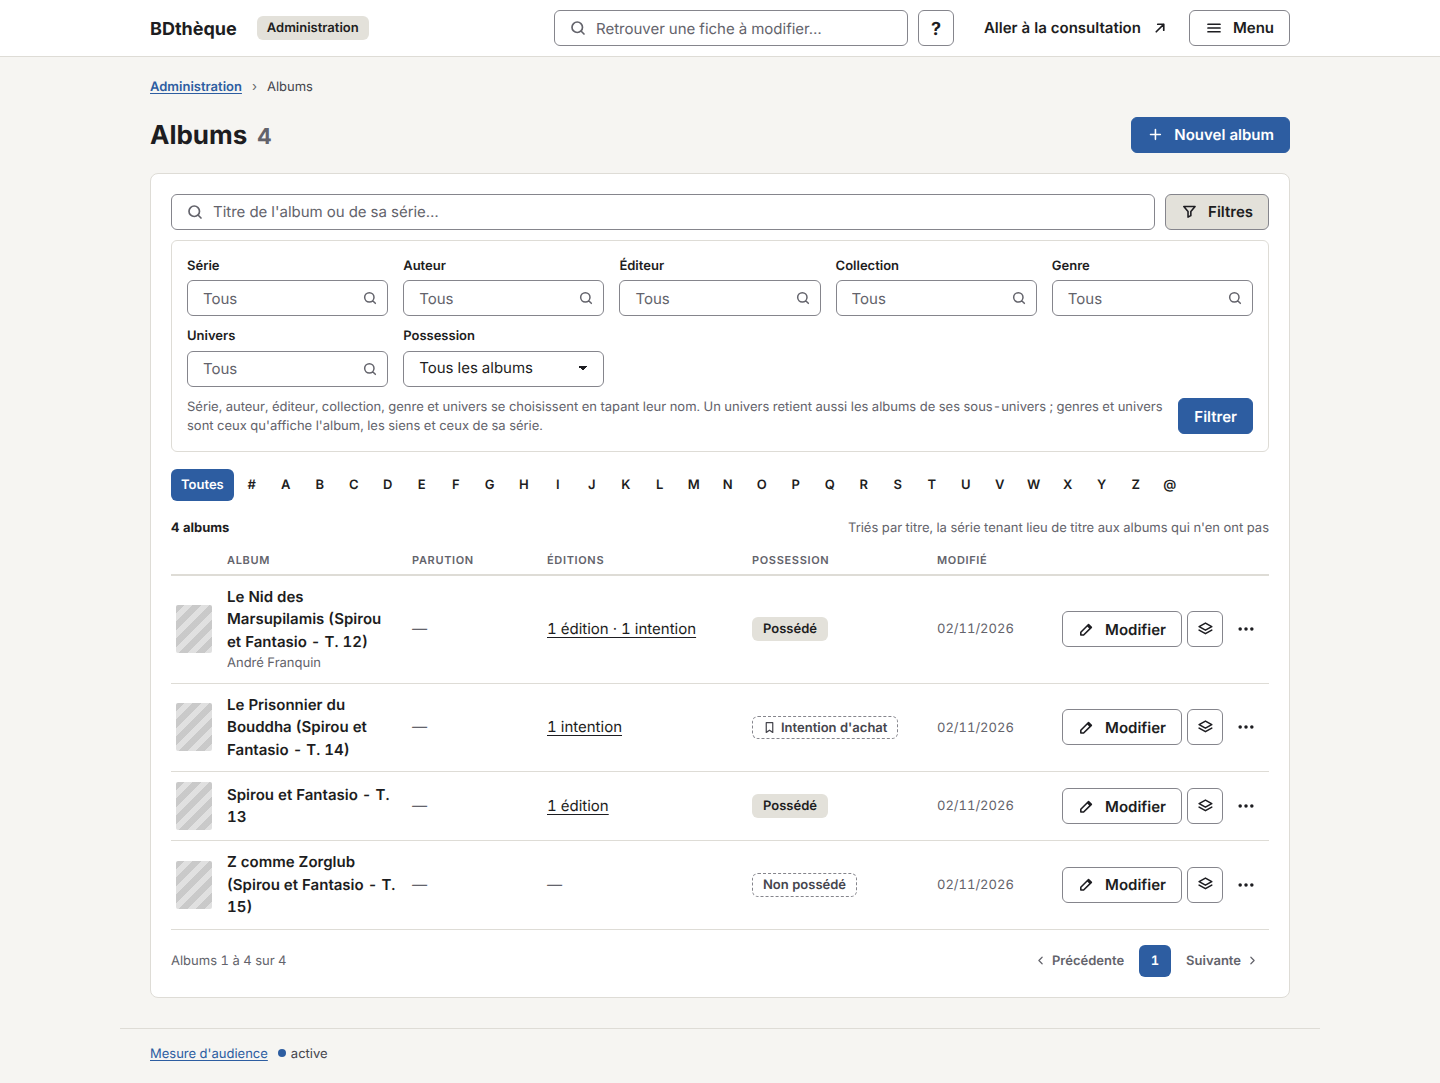 BDthèque Administration Retrouver une fiche à modifier... ? Aller à la consultation Menu
Administration › Albums
Albums 4 Nouvel album
Titre de l'album ou de sa série... Filtres
Série Auteur Éditeur Collection Genre
Tous Tous Tous Tous Tous
Univers Possession
Tous Tous les albums
Série, auteur, éditeur, collection, genre et univers se choisissent en tapant leur nom. Un univers retient aussi les albums de ses sous-univers ; genres et univers
sont ceux qu'affiche l'album, les siens et ceux de sa série.
Filtrer
Toutes # A B C D E F G H I J K L M N O P Q R S T U V W X Y Z @
4 albums Triés par titre, la série tenant lieu de titre aux albums qui n'en ont pas
ALBUM PARUTION ÉDITIONS POSSESSION MODIFIÉ
Le Nid des
Marsupilamis (Spirou
et Fantasio - T. 12)
André Franquin
— 1 édition · 1 intention Possédé 02/11/2026 Modifier
Le Prisonnier du
Bouddha (Spirou et
Fantasio - T. 14)
— 1 intention Intention d'achat 02/11/2026 Modifier
Spirou et Fantasio - T.
13
— 1 édition Possédé 02/11/2026 Modifier
Z comme Zorglub
(Spirou et Fantasio - T.
15)
— — Non possédé 02/11/2026 Modifier
Albums 1 à 4 sur 4 Précédente 1 Suivante
Mesure d'audience active